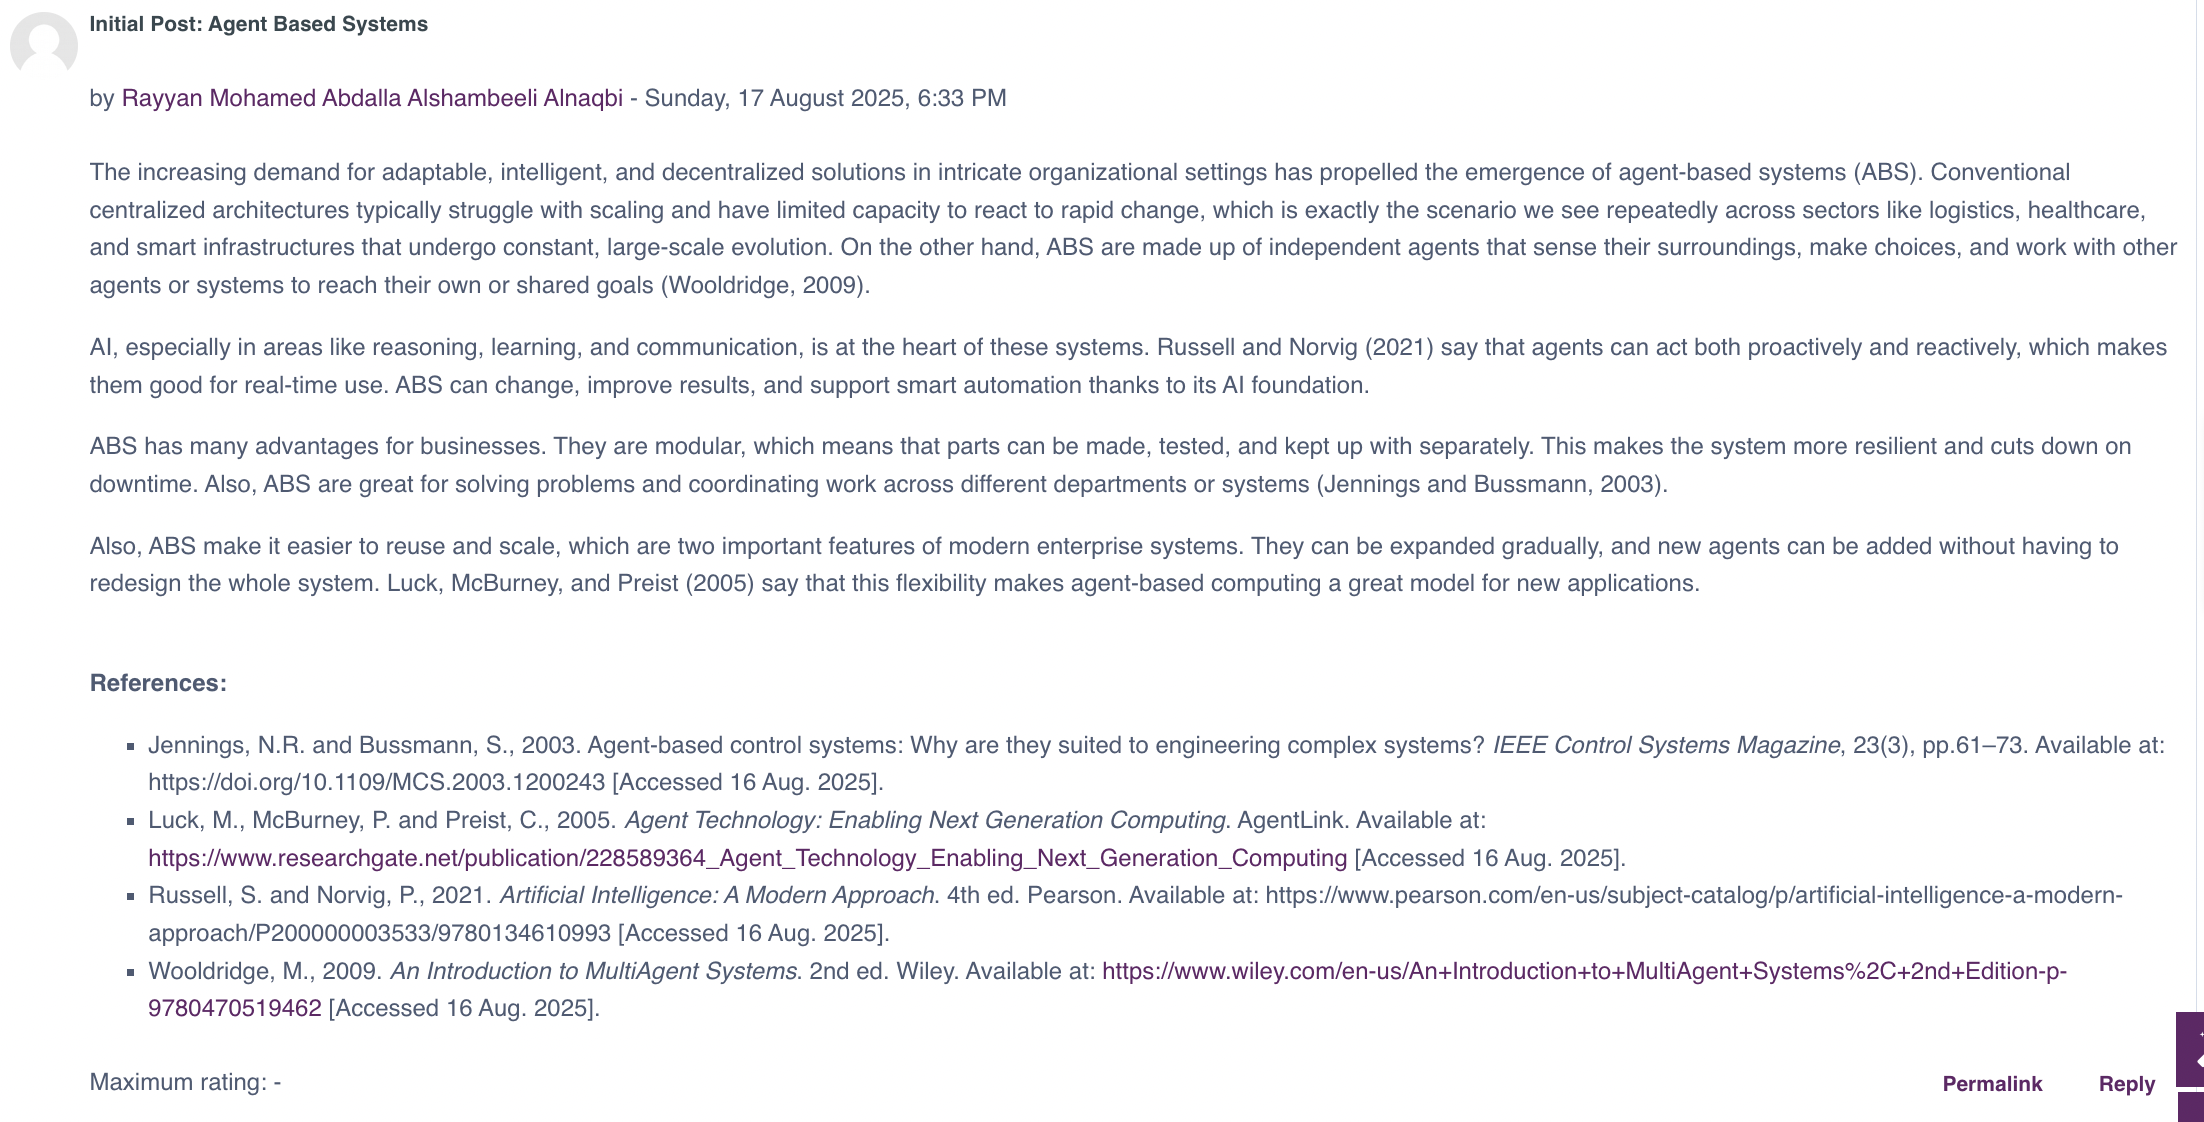 Initial Post: Agent Based Systems
by Rayyan Mohamed Abdalla Alshambeeli Alnaqbi - Sunday, 17 August 2025, 6:33 PM
The increasing demand for adaptable, intelligent, and decentralized solutions in intricate organizational settings has propelled the emergence of agent-based systems (ABS). Conventional
centralized architectures typically struggle with scaling and have limited capacity to react to rapid change, which is exactly the scenario we see repeatedly across sectors like logistics, healthcare,
and smart infrastructures that undergo constant, large-scale evolution. On the other hand, ABS are made up of independent agents that sense their surroundings, make choices, and work with other
agents or systems to reach their own or shared goals (Wooldridge, 2009).
AI, especially in areas like reasoning, learning, and communication, is at the heart of these systems. Russell and Norvig (2021) say that agents can act both proactively and reactively, which makes
them good for real-time use. ABS can change, improve results, and support smart automation thanks to its AI foundation.
ABS has many advantages for businesses. They are modular, which means that parts can be made, tested, and kept up with separately. This makes the system more resilient and cuts down on
downtime. Also, ABS are great for solving problems and coordinating work across different departments or systems (Jennings and Bussmann, 2003).
Also, ABS make it easier to reuse and scale, which are two important features of modern enterprise systems. They can be expanded gradually, and new agents can be added without having to
redesign the whole system. Luck, McBurney, and Preist (2005) say that this flexibility makes agent-based computing a great model for new applications.
References:
▪ Jennings, N.R. and Bussmann, S., 2003. Agent-based control systems: Why are they suited to engineering complex systems? IEEE Control Systems Magazine, 23(3), pp.61–73. Available at:
https://doi.org/10.1109/MCS.2003.1200243 [Accessed 16 Aug. 2025].
▪ Luck, M., McBurney, P. and Preist, C., 2005. Agent Technology: Enabling Next Generation Computing. AgentLink. Available at:
https://www.researchgate.net/publication/228589364_Agent_Technology_Enabling_Next_Generation_Computing [Accessed 16 Aug. 2025].
▪ Russell, S. and Norvig, P., 2021. Artificial Intelligence: A Modern Approach. 4th ed. Pearson. Available at: https://www.pearson.com/en-us/subject-catalog/p/artificial-intelligence-a-modern-
approach/P200000003533/9780134610993 [Accessed 16 Aug. 2025].
▪ Wooldridge, M., 2009. An Introduction to MultiAgent Systems. 2nd ed. Wiley. Available at: https://www.wiley.com/en-us/An+Introduction+to+MultiAgent+Systems%2C+2nd+Edition-p-
9780470519462 [Accessed 16 Aug. 2025].
Maximum rating: -
Permalink Reply